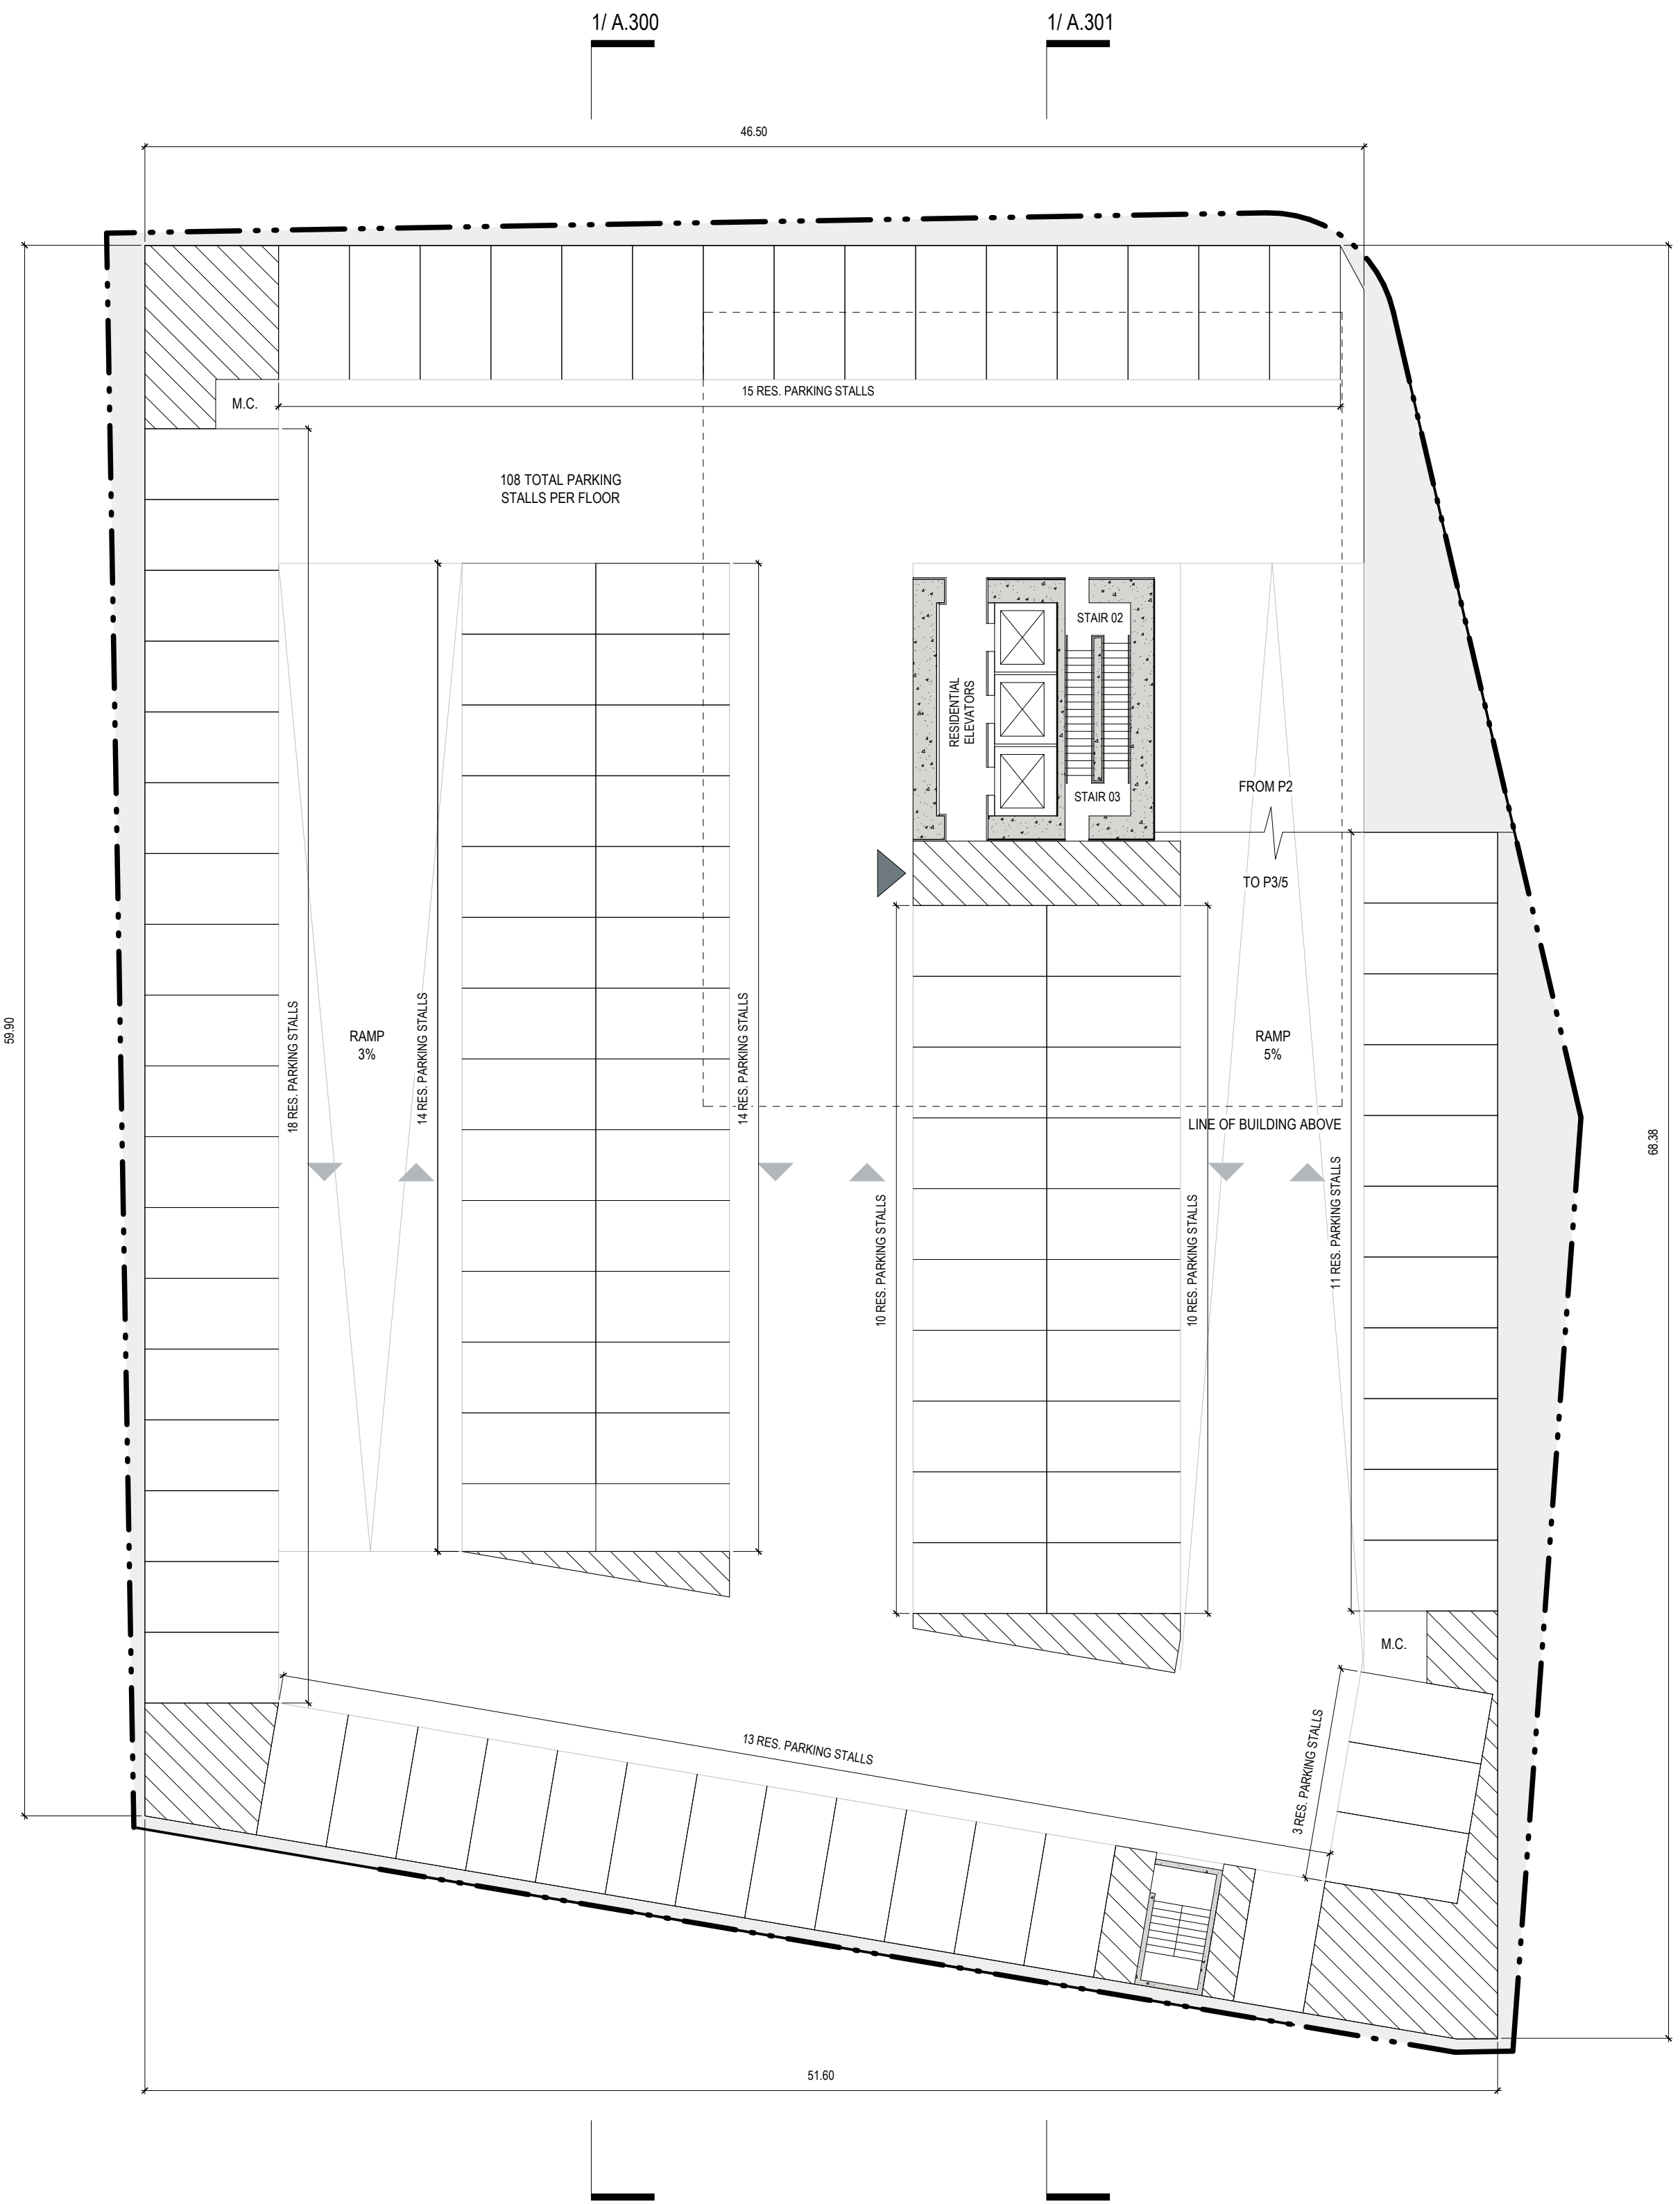 1/ A.300
1/ A.301
46.50
15 RES. PARKING STALLS
M.C.
108 TOTAL PARKING
STALLS PER FLOOR
STAIR 02
RESIDENTIAL
ELEVATORS
STAIR 03
FROM P2
TO P3/5
59.90
18 RES. PARKING STALLS
RAMP
3%
14 RES. PARKING STALLS
14 RES. PARKING STALLS
RAMP
5%
LINE OF BUILDING ABOVE
68.38
10 RES. PARKING STALLS
10 RES. PARKING STALLS
11 RES. PARKING STALLS
M.C.
13 RES. PARKING STALLS
3 RES. PARKING STALLS
51.60